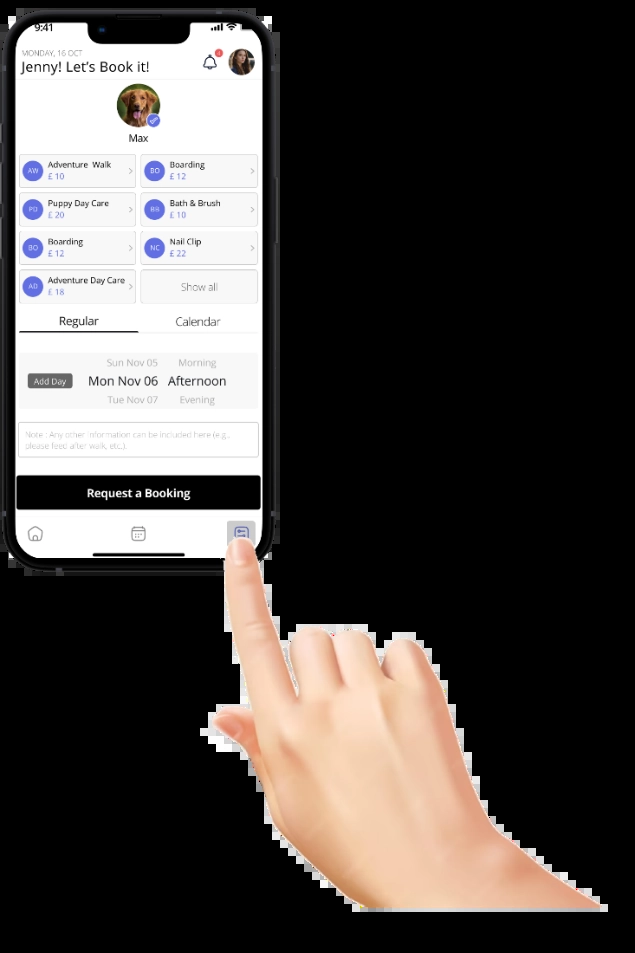 9:41
MONDAY, 16 OCT
Jenny! Let's Book it!
Max
AW Adventure Walk
£ 10
BO Boarding
£ 12
PD Puppy Day Care
£ 20
BB Bath & Brush
£ 10
BO Boarding
£ 12
NC Nail Clip
£ 22
AD Adventure Day Care
£ 18
Show all
Regular Calendar
Sun Nov 05 Morning
Add Day Mon Nov 06 Afternoon
Tue Nov 07 Evening
Note : Any other information can be included here (e.g.,
please feed after walk, etc.).
Request a Booking